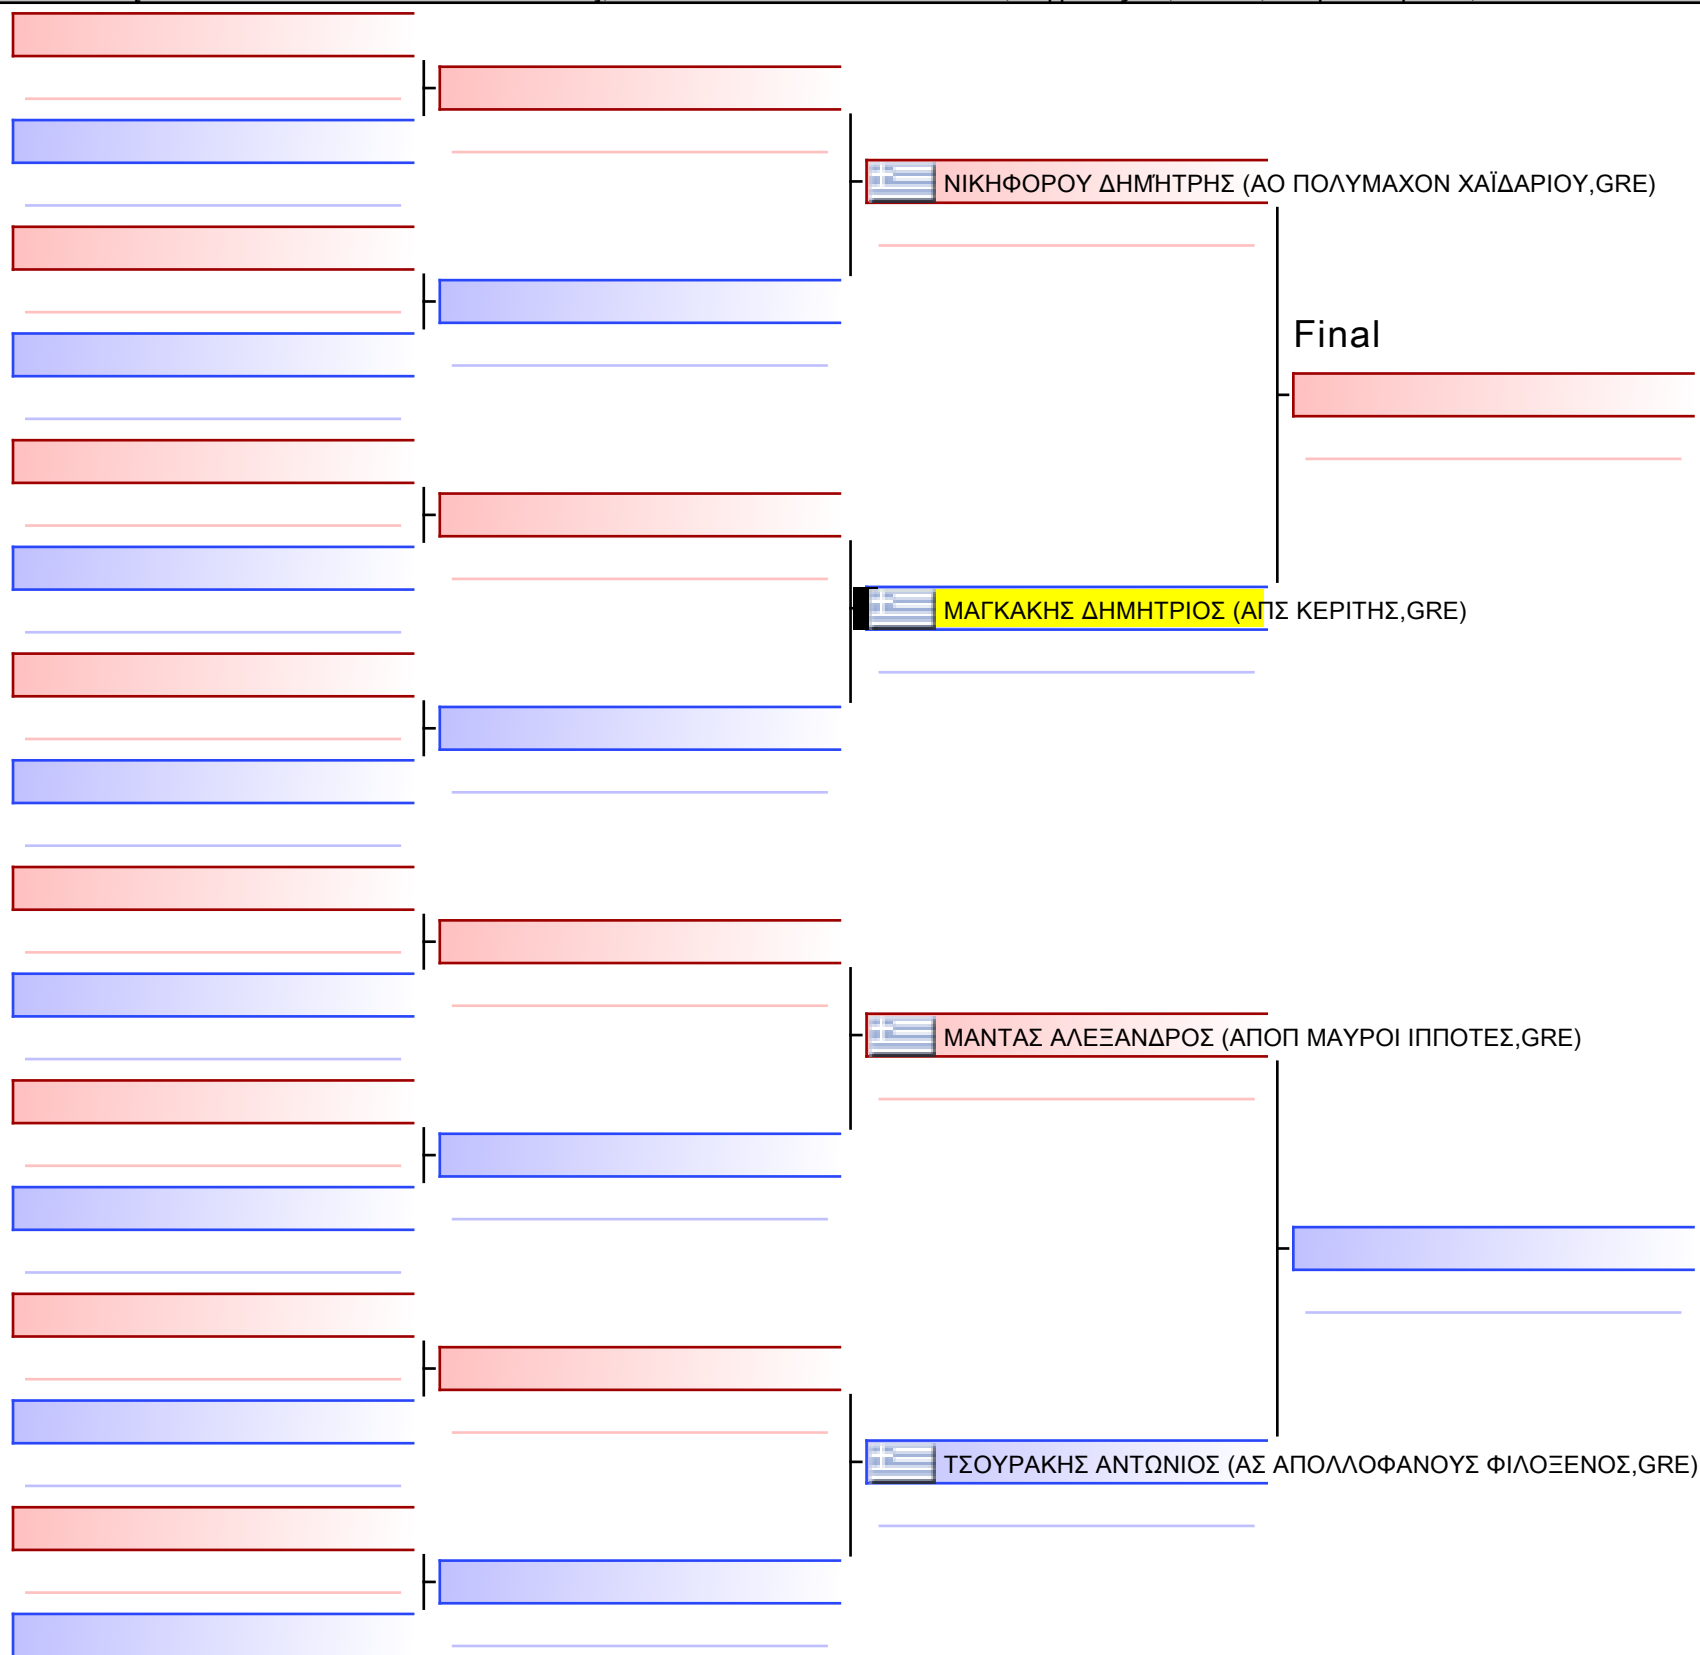 ΝΙΚΗΦΟΡΟΥ ΔΗΜΉΤΡΗΣ (ΑΟ ΠΟΛΥΜΑΧΟΝ ΧΑΪΔΑΡΙΟΥ,GRE)
Final
ΜΑΓΚΑΚΗΣ ΔΗΜΗΤΡΙΟΣ (ΑΠΣ ΚΕΡΙΤΗΣ,GRE)
ΜΑΝΤΑΣ ΑΛΕΞΑΝΔΡΟΣ (ΑΠΟΠ ΜΑΥΡΟΙ ΙΠΠΟΤΕΣ,GRE)
ΤΣΟΥΡΑΚΗΣ ΑΝΤΩΝΙΟΣ (ΑΣ ΑΠΟΛΛΟΦΑΝΟΥΣ ΦΙΛΟΞΕΝΟΣ,GRE)